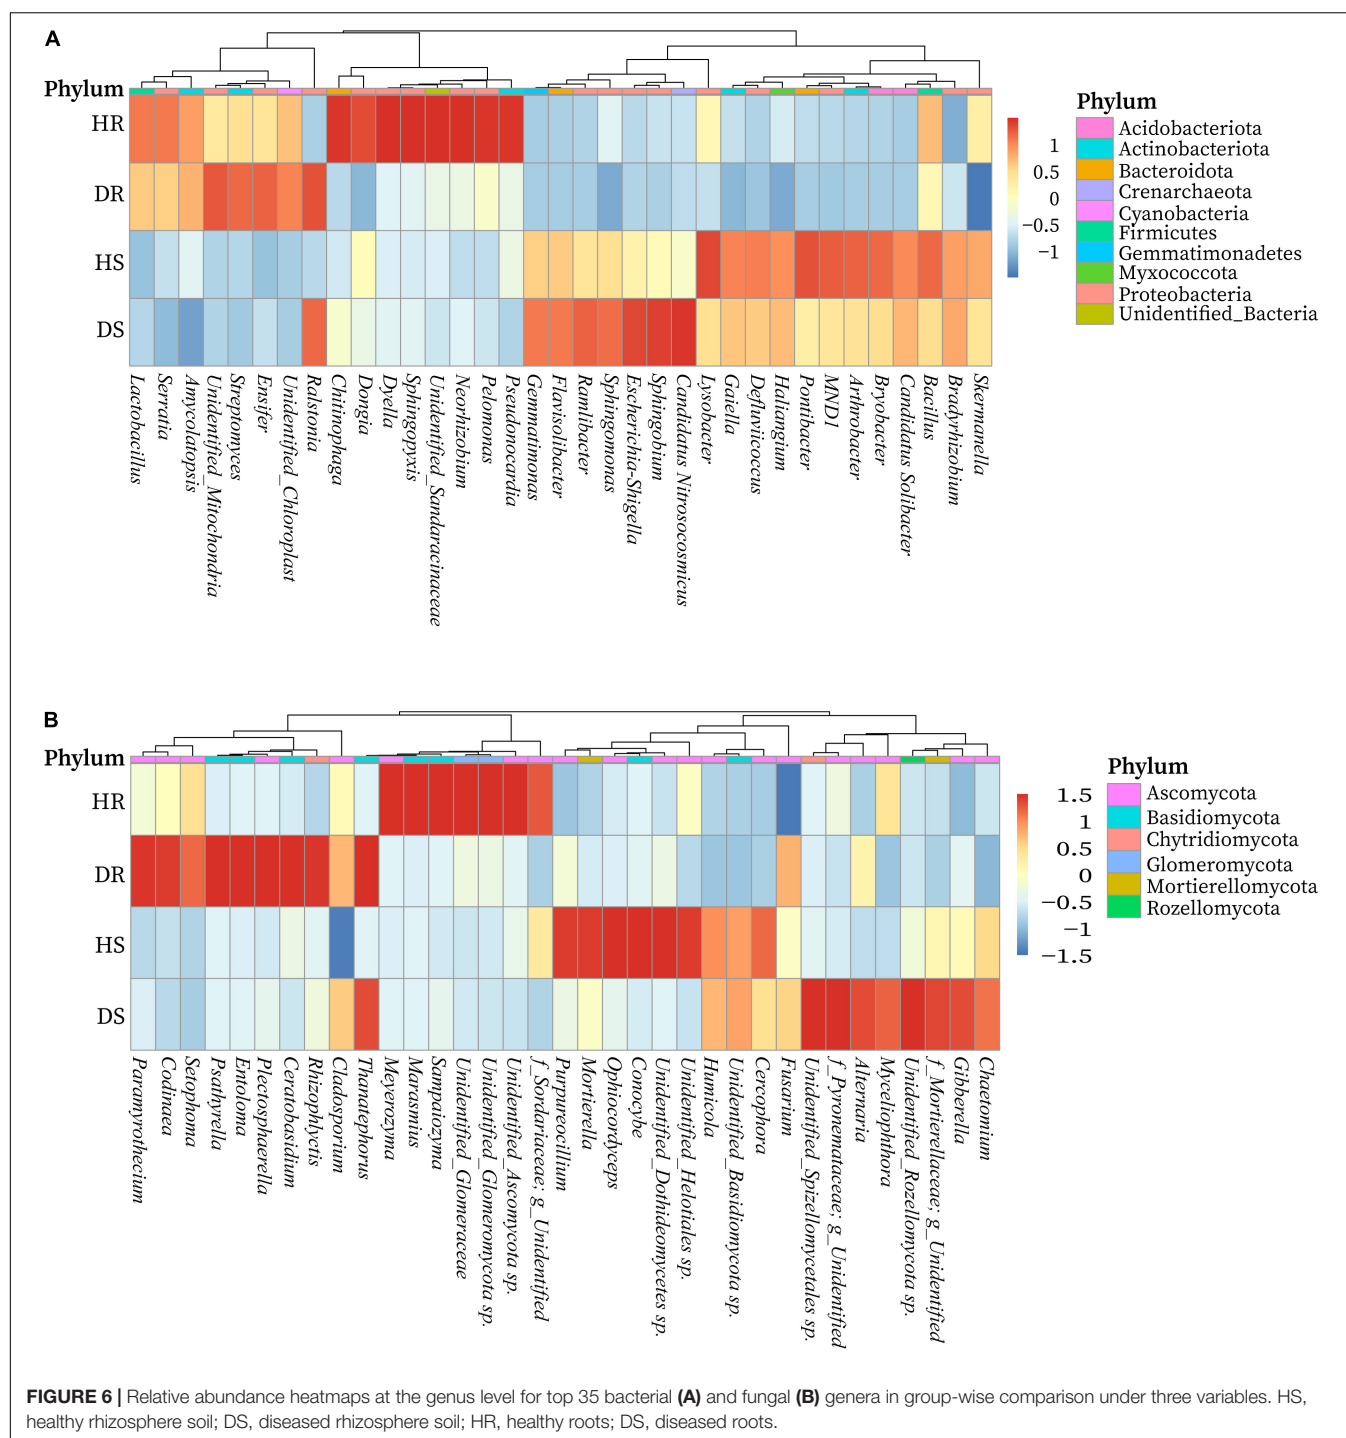 A
Phylum
HR
DR
HS
DS
1
0.5
0
−0.5
−1
Phylum
Acidobacteriota
Actinobacteriota
Bacteroidota
Crenarchaeota
Cyanobacteria
Firmicutes
Gemmatimonadetes
Myxococcota
Proteobacteria
Unidentified_Bacteria
Lactobacillus
Serratia
Amycolatopsis
Unidentified_Mitochondria
Streptomyces
Ensifer
Unidentified_Chloroplast
Ralstonia
Chitinophaga
Dongia
Dyella
Sphingopyxis
Unidentified_Sandaracinaceae
Neorhizobium
Pelomonas
Pseudonocardia
Gemmatimonas
Flavisolibacter
Ramlibacter
Sphingomonas
Escherichia-Shigella
Sphingobium
Candidatus Nitrosocosmicus
Lysobacter
Gaiella
Defluviicoccus
Haliangium
Pontibacter
MND1
Arthrobacter
Bryobacter
Candidatus Solibacter
Bacillus
Bradyrhizobium
Skermanella
B
Phylum
HR
DR
HS
DS
1.5
1
0.5
0
−0.5
−1
−1.5
Phylum
Ascomycota
Basidiomycota
Chytridiomycota
Glomeromycota
Mortierellomycota
Rozellomycota
Paramyrothecium
Codinaea
Setophoma
Psathyrella
Entoloma
Plectosphaerella
Ceratobasidium
Rhizophlyctis
Cladosporium
Thanatephorus
Meyerozyma
Marasmius
Sampaiozyma
Unidentified_Glomeraceae
Unidentified_Glomeromycota sp.
Unidentified_Ascomycota sp.
f_Sordariaceae; g_Unidentified
Purpureocillium
Mortierella
Ophiocordyceps
Conocybe
Unidentified_Dothideomycetes sp.
Unidentified_Helotiales sp.
Humicola
Unidentified_Basidiomycota sp.
Cercophora
Fusarium
Unidentified_Spizellomycetales sp.
f_Pyronemataceae; g_Unidentified
Alternaria
Myceliophthora
Unidentified_Rozellomycota sp.
f_Mortierellaceae; g_Unidentified
Gibberella
Chaetomium
FIGURE 6 | Relative abundance heatmaps at the genus level for top 35 bacterial (A) and fungal (B) genera in group-wise comparison under three variables. HS,
healthy rhizosphere soil; DS, diseased rhizosphere soil; HR, healthy roots; DS, diseased roots.